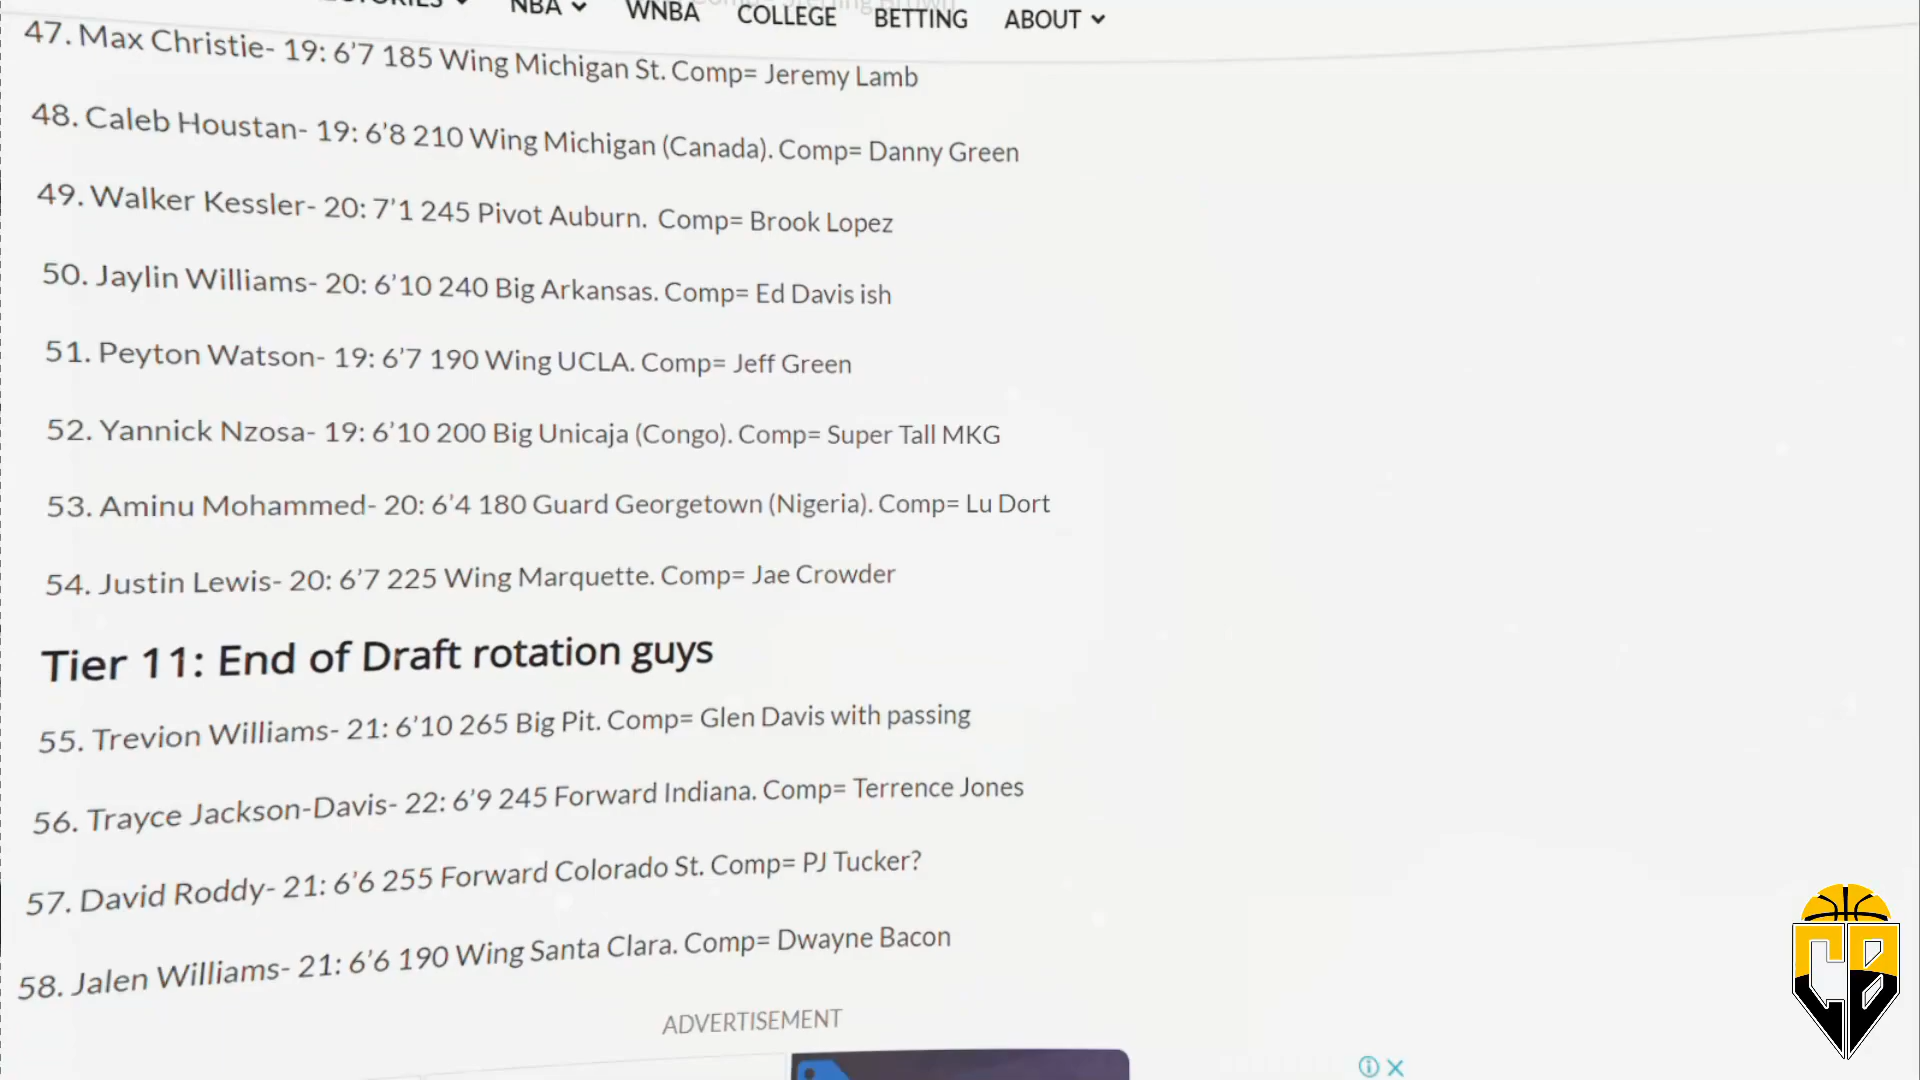 NBA WNBA COLLEGE BETTING ABOUT
47. Max Christie- 19: 6’7 185 Wing Michigan St. Comp= Jeremy Lamb
48. Caleb Houstan- 19: 6’8 210 Wing Michigan (Canada). Comp= Danny Green
49. Walker Kessler- 20: 7’1 245 Pivot Auburn. Comp= Brook Lopez
50. Jaylin Williams- 20: 6’10 240 Big Arkansas. Comp= Ed Davis ish
51. Peyton Watson- 19: 6’7 190 Wing UCLA. Comp= Jeff Green
52. Yannick Nzosa- 19: 6’10 200 Big Unicaja (Congo). Comp= Super Tall MKG
53. Aminu Mohammed- 20: 6’4 180 Guard Georgetown (Nigeria). Comp= Lu Dort
54. Justin Lewis- 20: 6’7 225 Wing Marquette. Comp= Jae Crowder
Tier 11: End of Draft rotation guys
55. Trevion Williams- 21: 6’10 265 Big Pit. Comp= Glen Davis with passing
56. Trayce Jackson-Davis- 22: 6’9 245 Forward Indiana. Comp= Terrence Jones
57. David Roddy- 21: 6’6 255 Forward Colorado St. Comp= PJ Tucker?
58. Jalen Williams- 21: 6’6 190 Wing Santa Clara. Comp= Dwayne Bacon
ADVERTISEMENT
CB